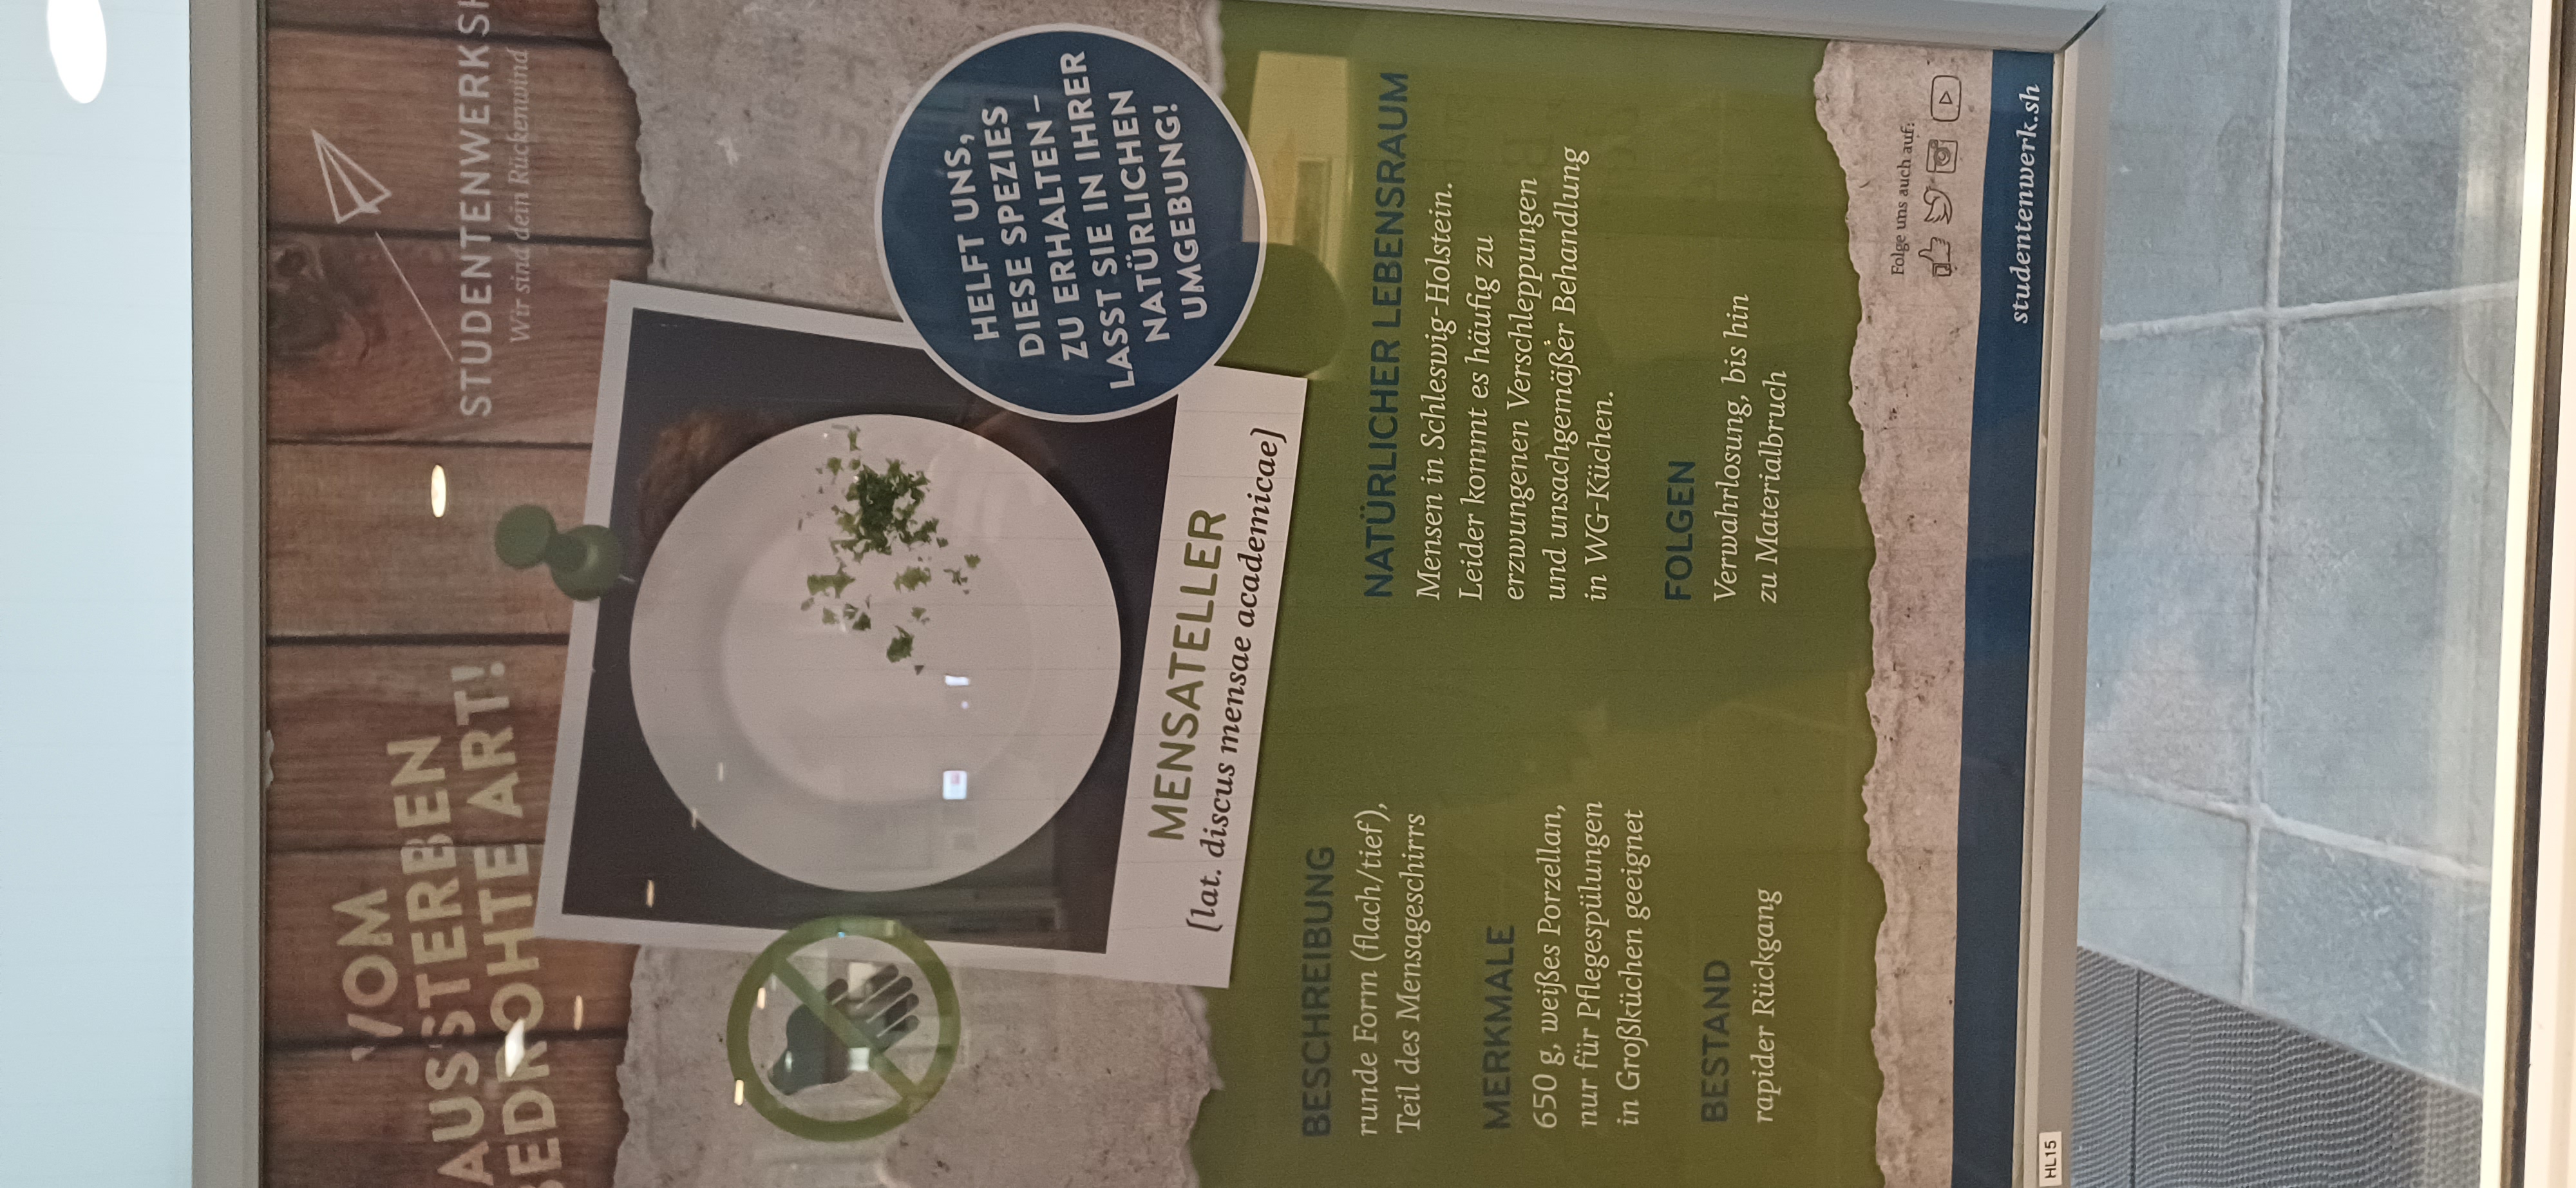 VOM
AUSSTERBEN
BEDROHTE ART!
STUDENTENWERK SH
Wir sind dein Rückenwind
HELFT UNS,
DIESE SPEZIES
ZU ERHALTEN –
LASST SIE IN IHRER
NATÜRLICHEN
UMGEBUNG!
MENSATELLER
[lat. discus mensae academicae]
BESCHREIBUNG
runde Form (flach/tief),
Teil des Mensageschirrs
MERKMALE
650 g, weißes Porzellan,
nur für Pflegespülungen
in Großküchen geeignet
BESTAND
rapider Rückgang
NATÜRLICHER LEBENSRAUM
Mensen in Schleswig-Holstein.
Leider kommt es häufig zu
erzwungenen Verschleppungen
und unsachgemäßer Behandlung
in WG-Küchen.
FOLGEN
Verwahrlosung, bis hin
zu Materialbruch
Folge uns auch auf:
studentenwerk.sh
HL15